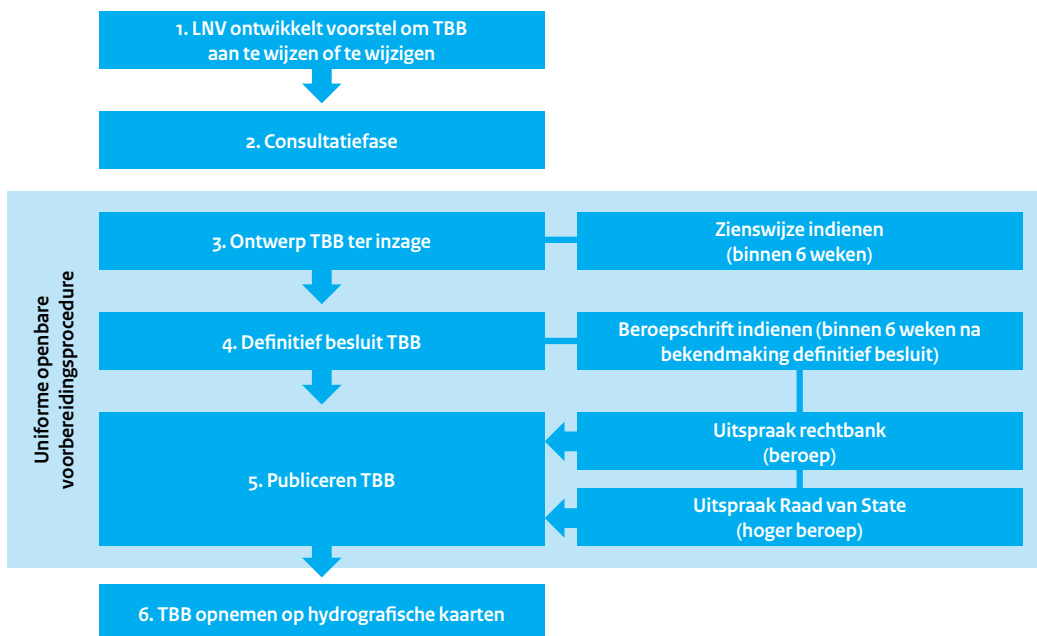 1. LNV ontwikkelt voorstel om TBB
aan te wijzen of te wijzigen
2. Consultatiefase
Uniforme openbare
voorbereidingsprocedure
3. Ontwerp TBB ter inzage
Zienswijze indienen
(binnen 6 weken)
4. Definitief besluit TBB
Beroepschrift indienen (binnen 6 weken na
bekendmaking definitief besluit)
5. Publiceren TBB
Uitspraak rechtbank
(beroep)
Uitspraak Raad van State
(hoger beroep)
6. TBB opnemen op hydrografische kaarten